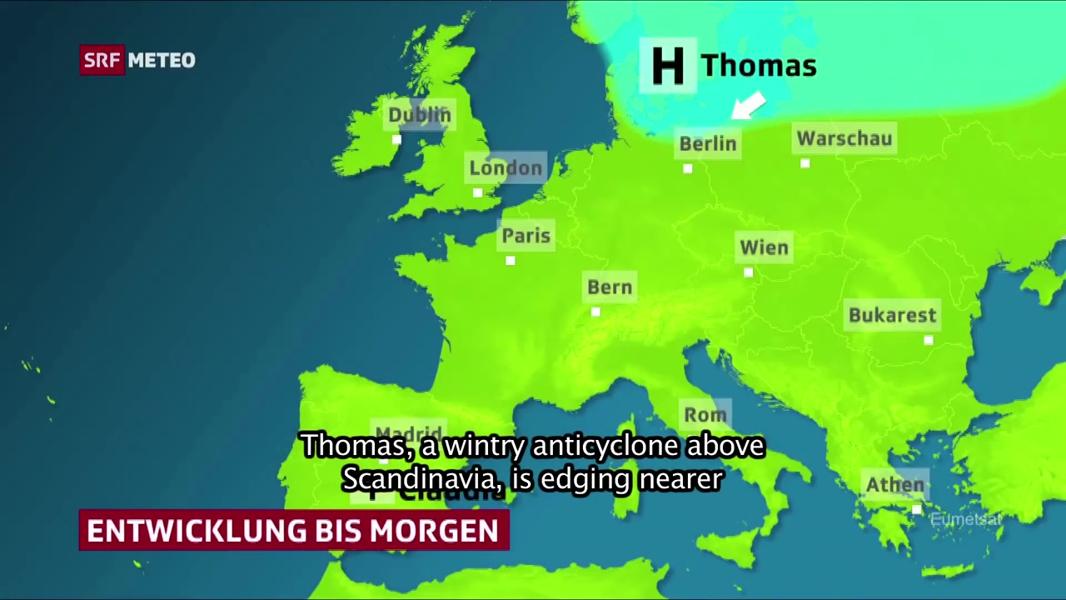 SRF METEO
H Thomas
Dublin
Berlin
Warschau
London
Paris
Wien
Bern
Bukarest
Rom
Madrid
Thomas, a wintry anticyclone above
Scandinavia, is edging nearer
Athen
Eumetsat
ENTWICKLUNG BIS MORGEN